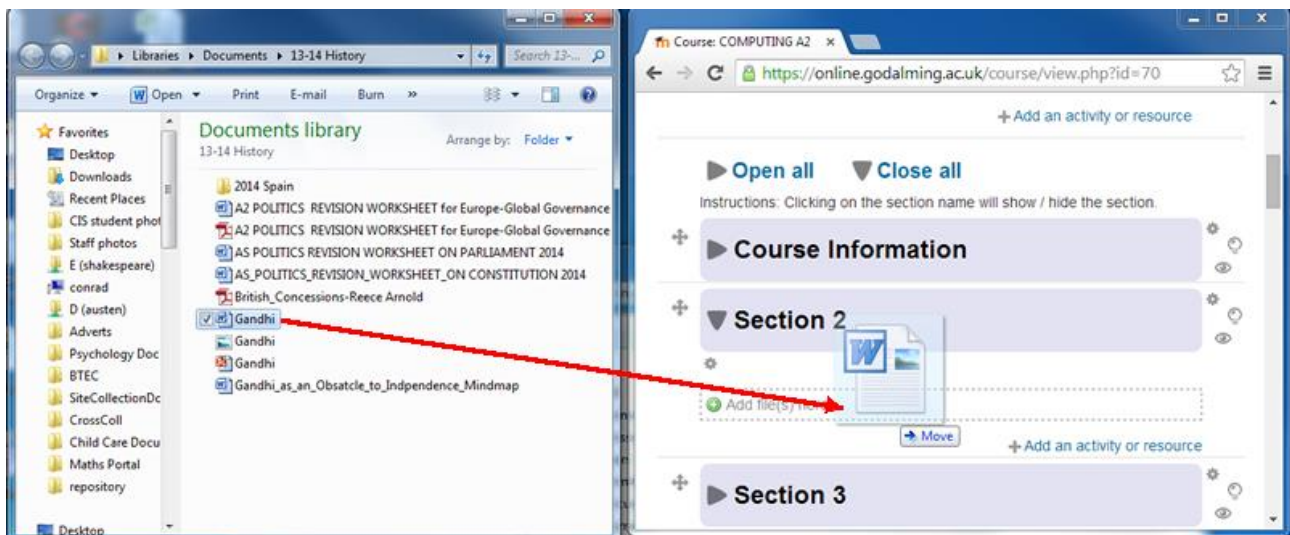 Libraries ▸ Documents ▸ 13-14 History
Search 13-...
Organize
Open
Print
E-mail
Burn
»
Favorites
Desktop
Downloads
Recent Places
CIS student phot
Staff photos
E (shakespeare)
conrad
D (austen)
Adverts
Psychology Doc
BTEC
SiteCollectionDc
CrossColl
Child Care Docu
Maths Portal
repository
Desktop
Documents library
13-14 History
Arrange by: Folder
2014 Spain
A2 POLITICS REVISION WORKSHEET for Europe-Global Governance
A2 POLITICS REVISION WORKSHEET for Europe-Global Governance
AS POLITICS REVISION WORKSHEET ON PARLIAMENT 2014
AS_POLITICS_REVISION_WORKSHEET_ON CONSTITUTION 2014
British_Concessions-Reece Arnold
Gandhi
Gandhi
Gandhi
Gandhi_as_an_Obsatcle_to_Indpendence_Mindmap
Course: COMPUTING A2
https://online.godalming.ac.uk/course/view.php?id=70
Add an activity or resource
Open all Close all
Instructions: Clicking on the section name will show / hide the section.
Course Information
Section 2
W
Add file(s)
Move
Add an activity or resource
Section 3